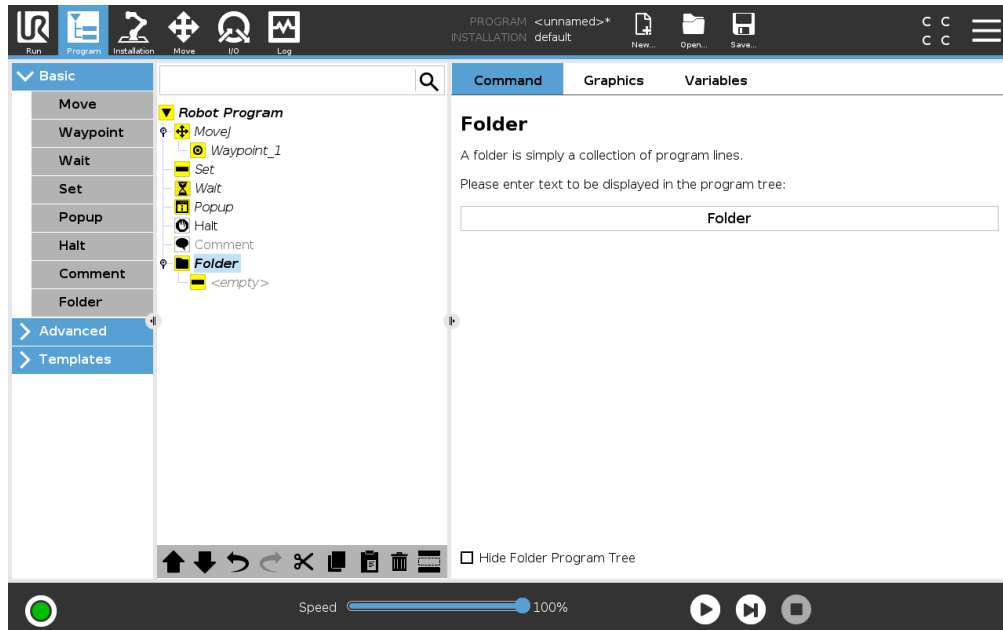 PROGRAM <unnamed>*
INSTALLATION default
Run Program Installation Move I/O Log New... Open... Save...
C C
C C
Basic
Move
Waypoint
Wait
Set
Popup
Halt
Comment
Folder
Advanced
Templates
Robot Program
MoveJ
Waypoint_1
Set
Wait
Popup
Halt
Comment
Folder
<empty>
Command Graphics Variables
Folder
A folder is simply a collection of program lines.
Please enter text to be displayed in the program tree:
Folder
Hide Folder Program Tree
Speed 100%